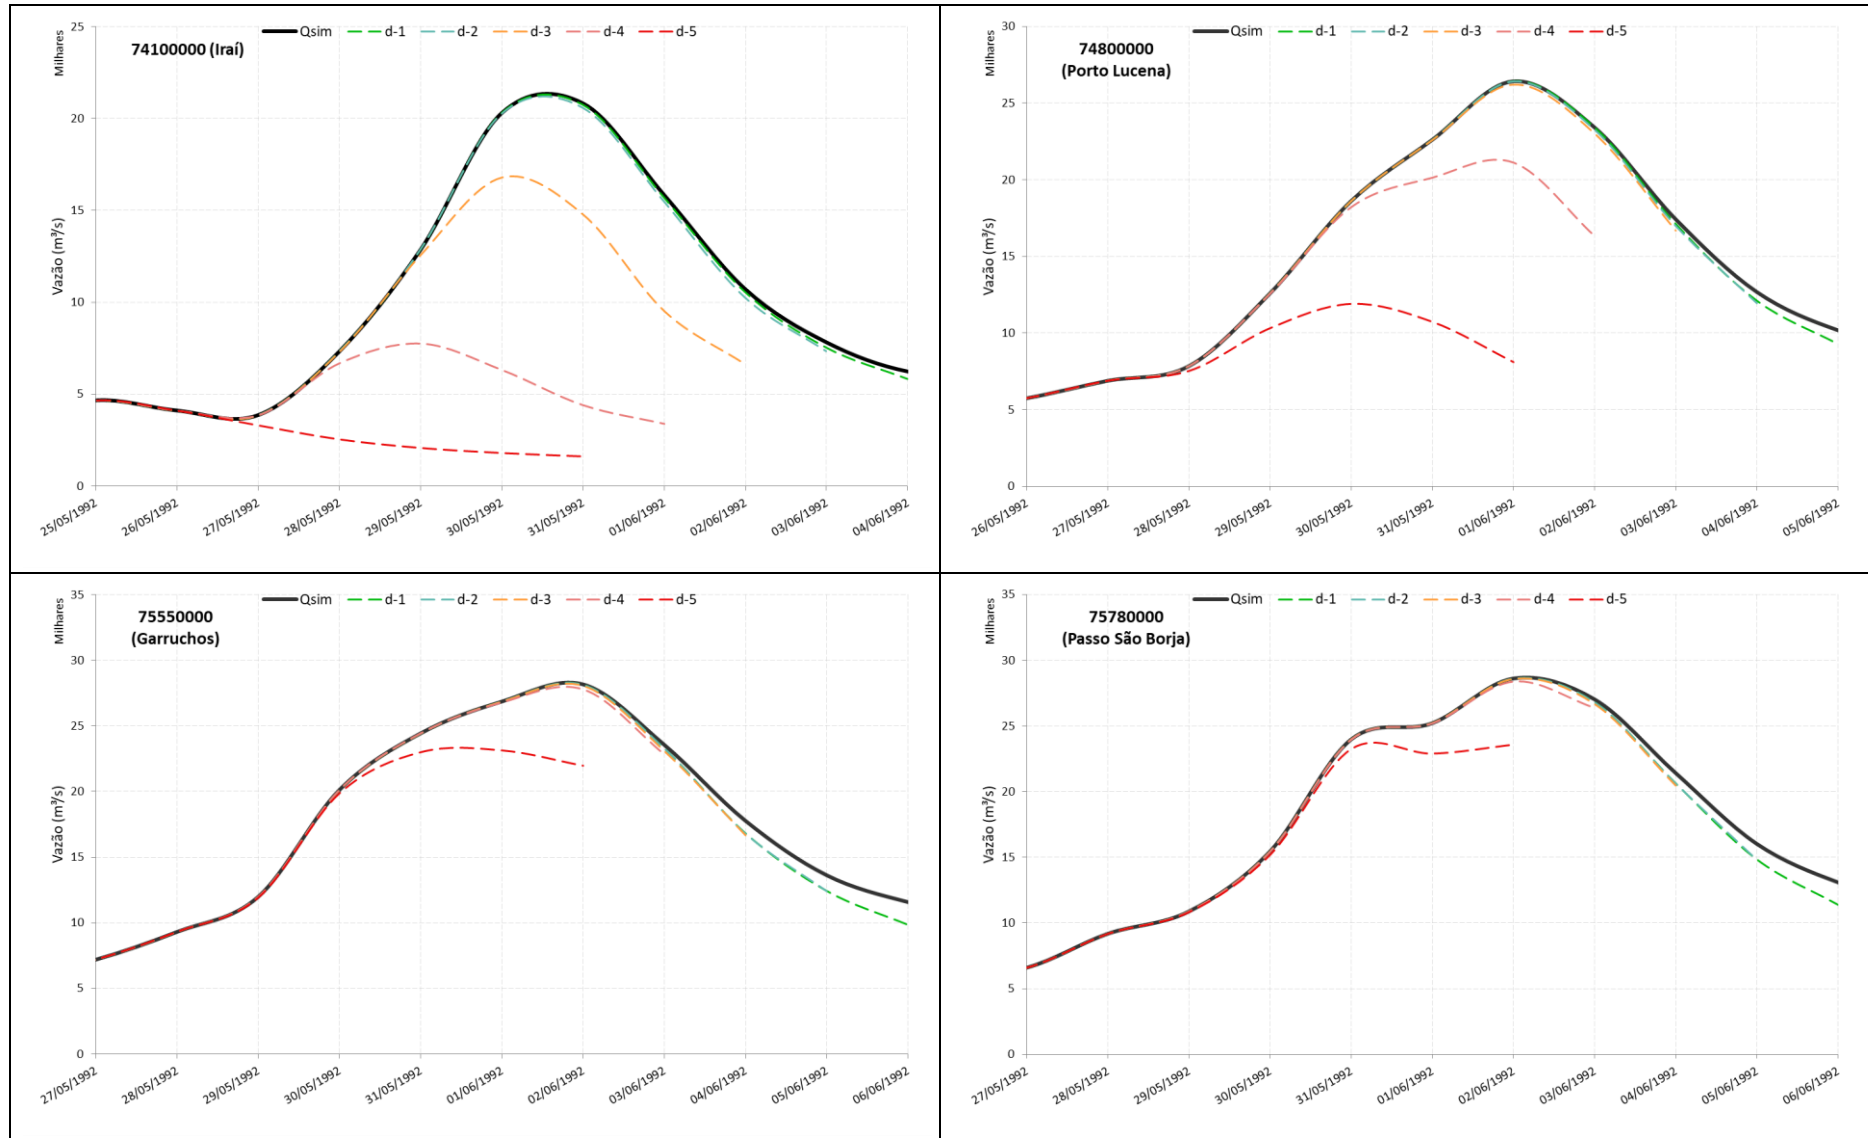 Milhares
74100000 (Iraí)
Qsim d-1 d-2 d-3 d-4 d-5
Vazão (m³/s)
25
20
15
10
5
0
25/05/1992 26/05/1992 27/05/1992 28/05/1992 29/05/1992 30/05/1992 31/05/1992 01/06/1992 02/06/1992 03/06/1992 04/06/1992
Milhares
74800000
(Porto Lucena)
Qsim d-1 d-2 d-3 d-4 d-5
Vazão (m³/s)
30
25
20
15
10
5
0
26/05/1992 27/05/1992 28/05/1992 29/05/1992 30/05/1992 31/05/1992 01/06/1992 02/06/1992 03/06/1992 04/06/1992 05/06/1992
Milhares
75550000
(Garruchos)
Qsim d-1 d-2 d-3 d-4 d-5
Vazão (m³/s)
35
30
25
20
15
10
5
0
27/05/1992 28/05/1992 29/05/1992 30/05/1992 31/05/1992 01/06/1992 02/06/1992 03/06/1992 04/06/1992 05/06/1992 06/06/1992
Milhares
75780000
(Passo São Borja)
Qsim d-1 d-2 d-3 d-4 d-5
Vazão (m³/s)
35
30
25
20
15
10
5
0
27/05/1992 28/05/1992 29/05/1992 30/05/1992 31/05/1992 01/06/1992 02/06/1992 03/06/1992 04/06/1992 05/06/1992 06/06/1992